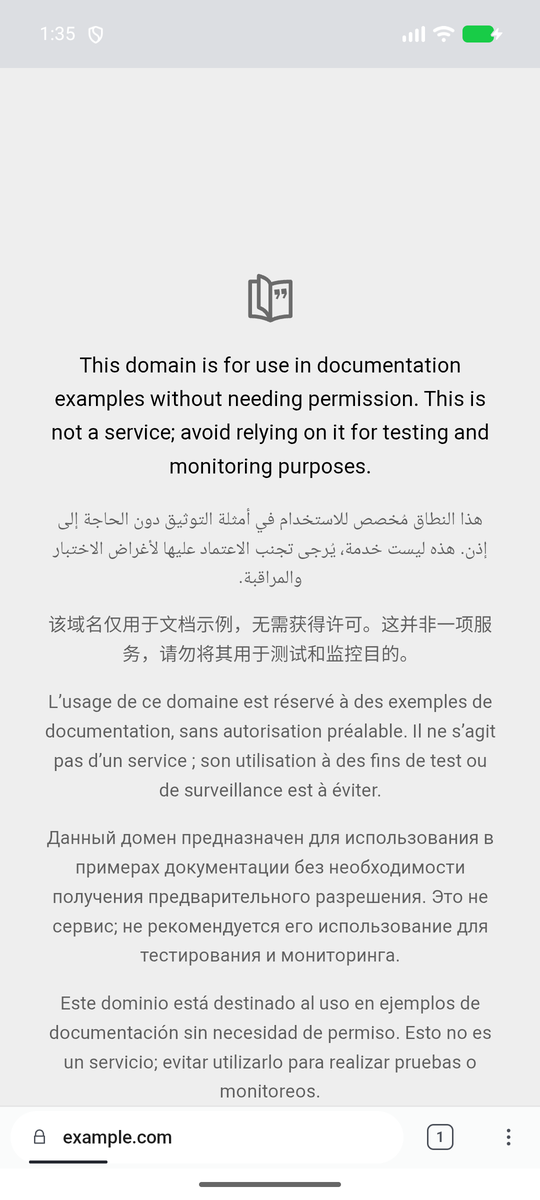 1:35
This domain is for use in documentation
examples without needing permission. This is
not a service; avoid relying on it for testing and
monitoring purposes.
هذا النطاق مُخصص للاستخدام في أمثلة التوثيق دون الحاجة إلى
إذن. هذه ليست خدمة، يُرجى تجنب الاعتماد عليها لأغراض الاختبار
والمراقبة.
该域名仅用于文档示例，无需获得许可。这并非一项服
务，请勿将其用于测试和监控目的。
L’usage de ce domaine est réservé à des exemples de
documentation, sans autorisation préalable. Il ne s’agit
pas d’un service ; son utilisation à des fins de test ou
de surveillance est à éviter.
Данный домен предназначен для использования в
примерах документации без необходимости
получения предварительного разрешения. Это не
сервис; не рекомендуется его использование для
тестирования и мониторинга.
Este dominio está destinado al uso en ejemplos de
documentación sin necesidad de permiso. Esto no es
un servicio; evitar utilizarlo para realizar pruebas o
monitoreos.
example.com
1